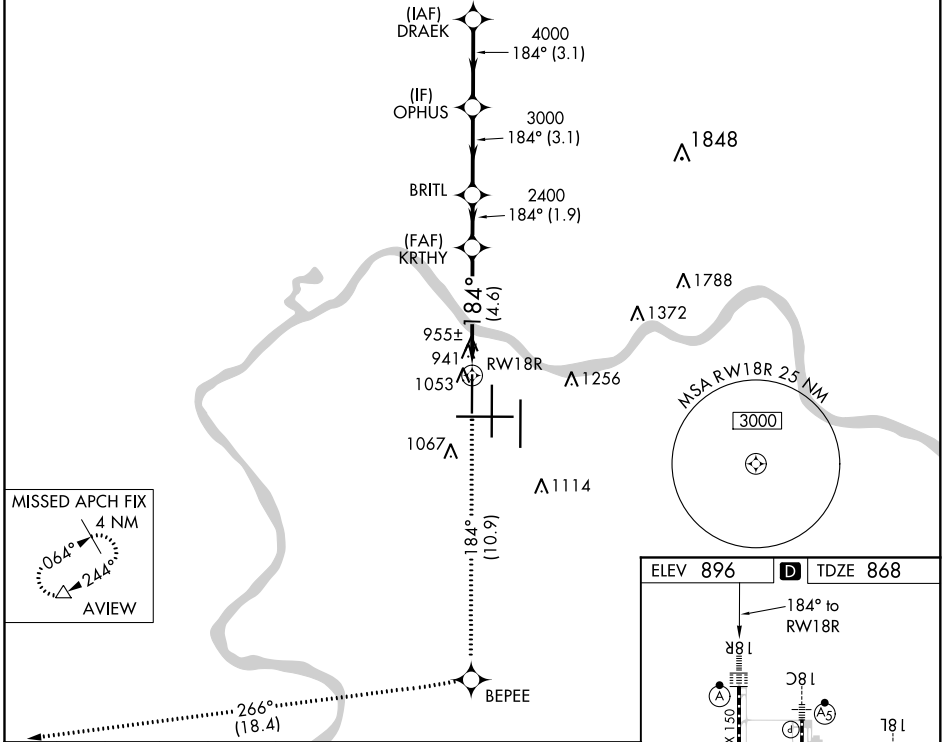 (IAF)
DRAEK
4000
184° (3.1)
(IF)
OPHUS
3000
184° (3.1)
1848
BRITL
2400
184° (1.9)
(FAF)
KRTHY
184°
(4.6)
1788
1372
955±
941
RW18R
1053
1256
MSA RW18R 25 NM
3000
1067
1114
184°
(10.9)
MISSED APCH FIX
4 NM
064°
244°
AVIEW
BEPEE
266°
(18.4)
ELEV 896
D
TDZE 868
184° to
RW18R
18R
18C
18L
A
A5
P
X 150